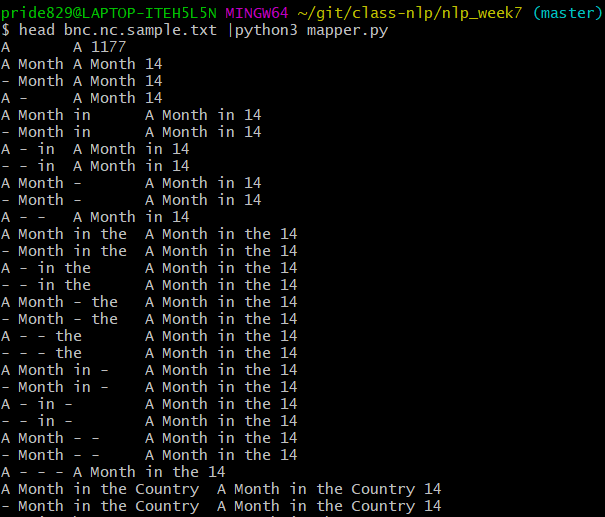 pride829@LAPTOP-ITEH5L5N MINGW64 ~/git/class-nlp/nlp_week7 (master)
$ head bnc.nc.sample.txt |python3 mapper.py
A       A 1177
A Month A Month 14
- Month A Month 14
A -     A Month 14
A Month in      A Month in 14
- Month in      A Month in 14
A - in  A Month in 14
- - in  A Month in 14
A Month -       A Month in 14
- Month -       A Month in 14
A - -   A Month in 14
A Month in the  A Month in the 14
- Month in the  A Month in the 14
A - in the      A Month in the 14
- - in the      A Month in the 14
A Month - the   A Month in the 14
- Month - the   A Month in the 14
A - - the       A Month in the 14
- - - the       A Month in the 14
A Month in -    A Month in the 14
- Month in -    A Month in the 14
A - in -        A Month in the 14
- - in -        A Month in the 14
A Month - -     A Month in the 14
- Month - -     A Month in the 14
A - - - A Month in the 14
A Month in the Country  A Month in the Country 14
- Month in the Country  A Month in the Country 14